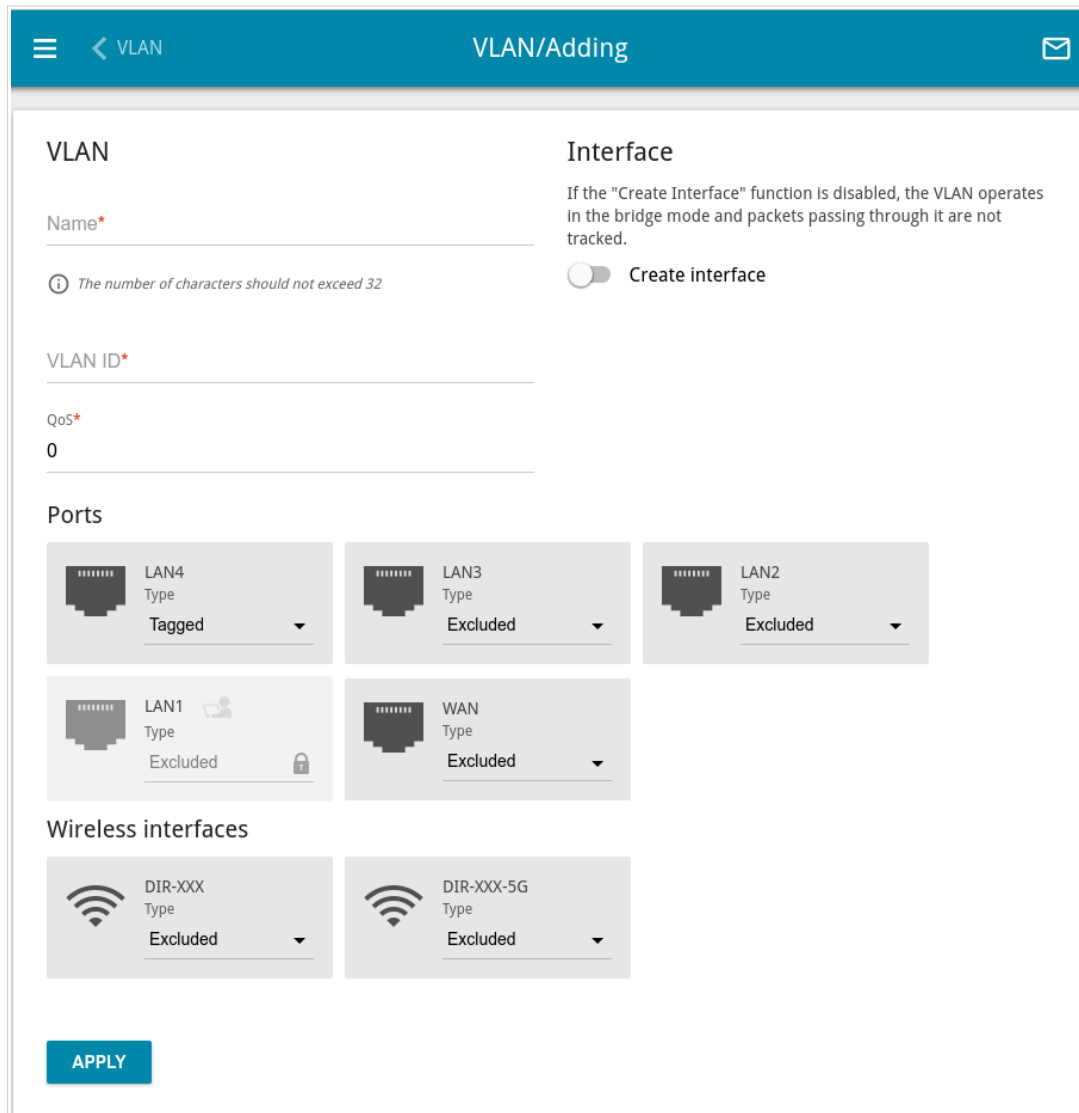 VLAN
VLAN/Adding
VLAN
Name*
The number of characters should not exceed 32
VLAN ID*
QoS*
0
Interface
If the "Create Interface" function is disabled, the VLAN operates
in the bridge mode and packets passing through it are not
tracked.
Create interface
Ports
LAN4
Type
Tagged
LAN3
Type
Excluded
LAN2
Type
Excluded
LAN1
Type
Excluded
WAN
Type
Excluded
Wireless interfaces
DIR-XXX
Type
Excluded
DIR-XXX-5G
Type
Excluded
APPLY